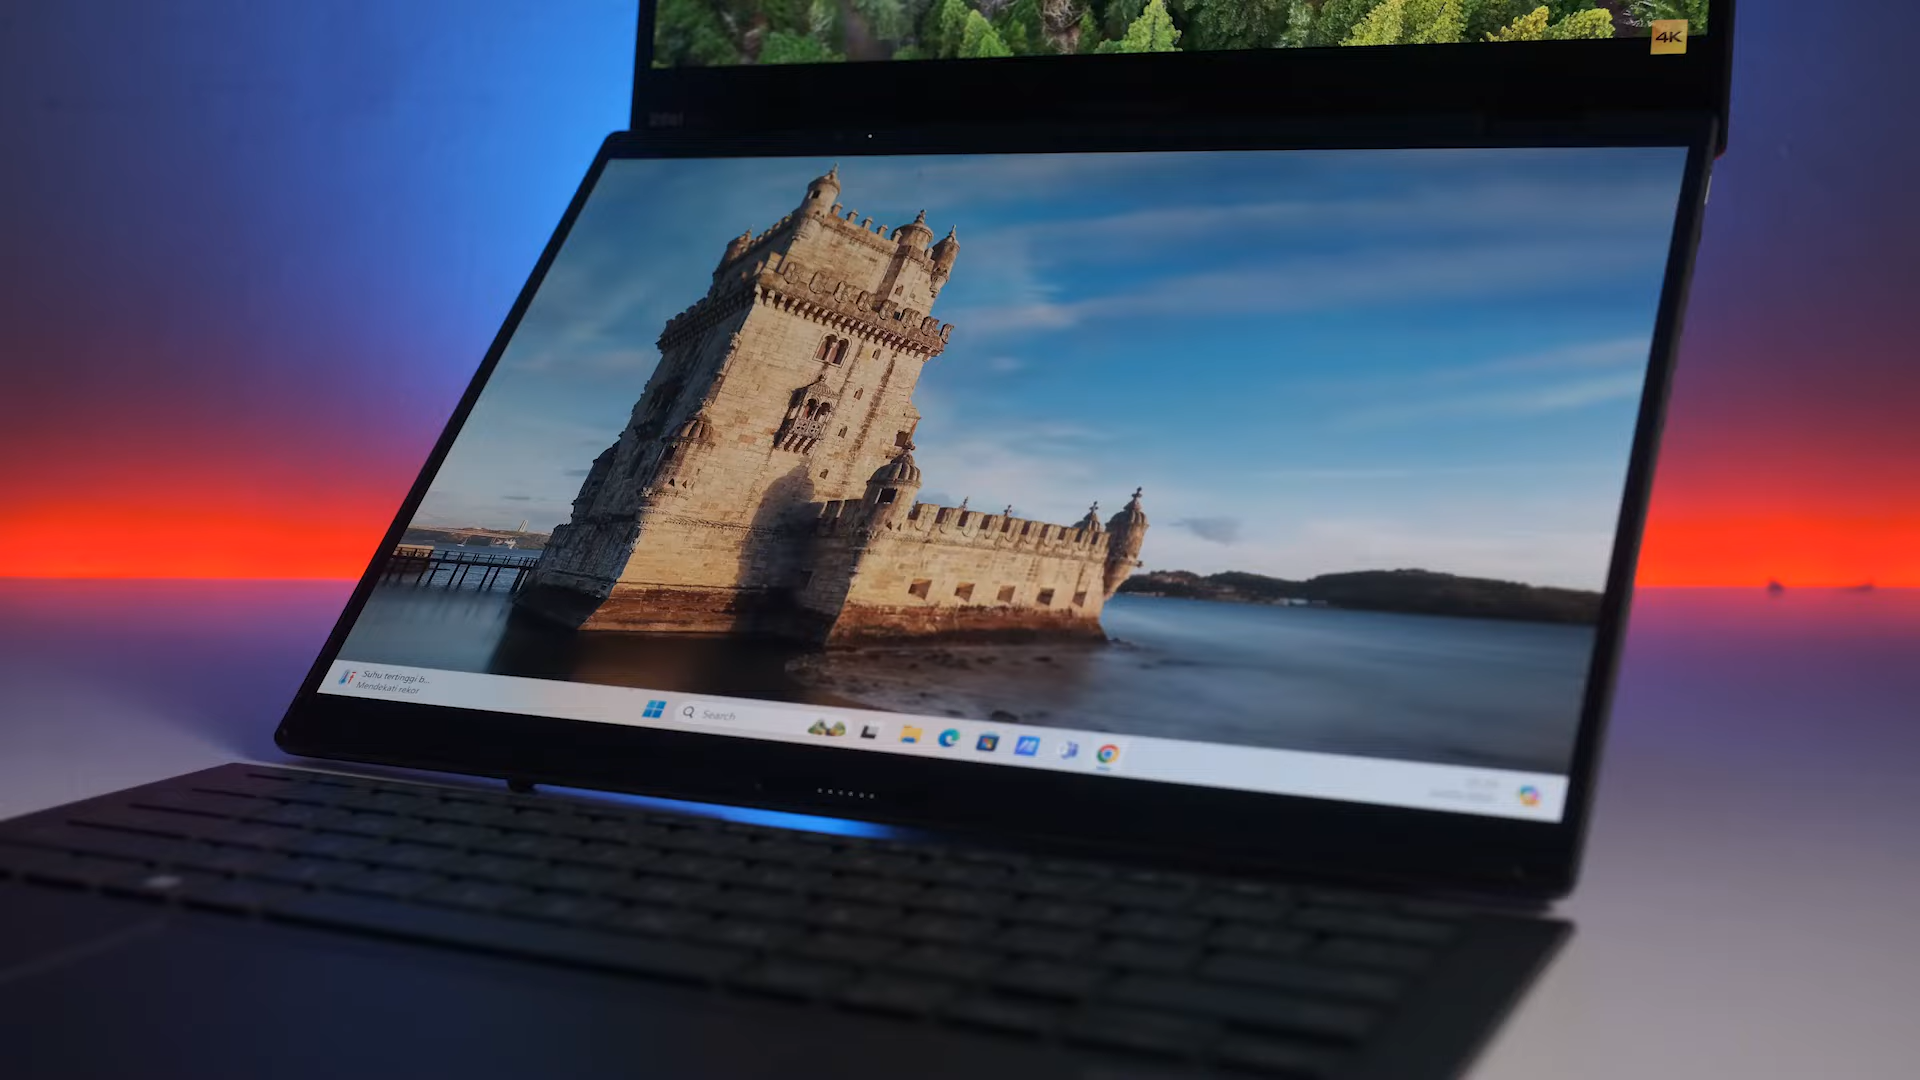 4K
Suhu tertinggi b...
Mendekati rekor
Search